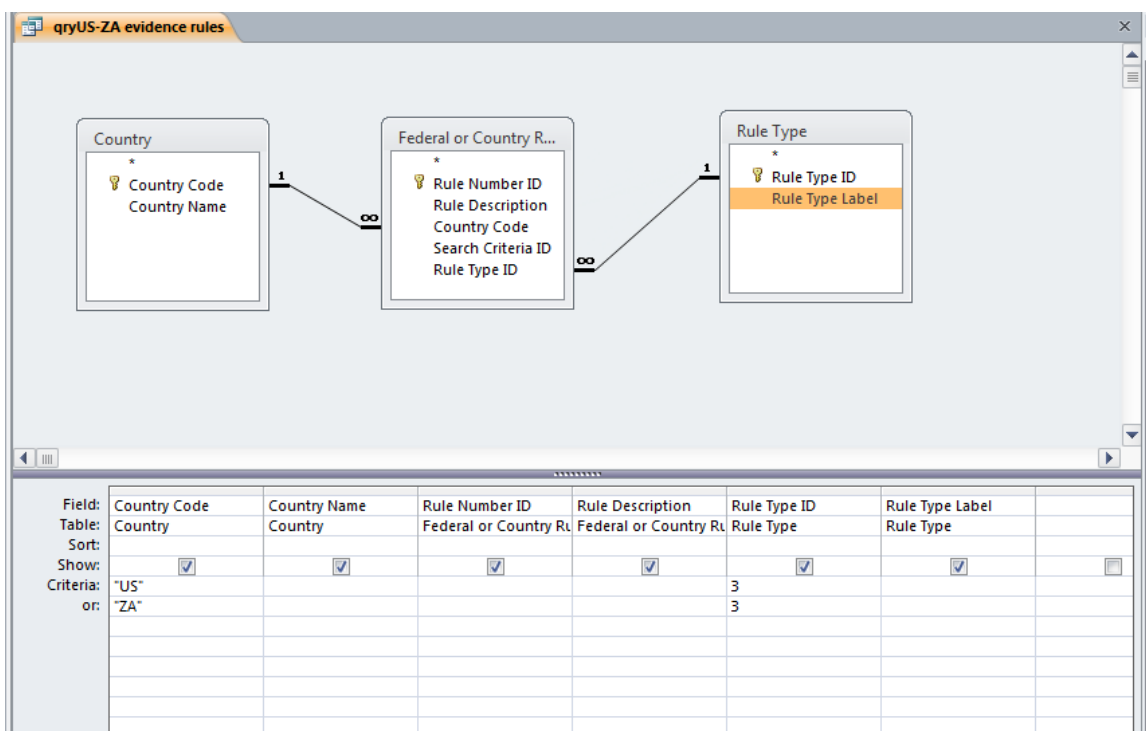 qryUS-ZA evidence rules
Country
*
Country Code
Country Name
1
∞
Federal or Country R...
*
Rule Number ID
Rule Description
Country Code
Search Criteria ID
Rule Type ID
∞
1
Rule Type
*
Rule Type ID
Rule Type Label
Field: Country Code Country Name Rule Number ID Rule Description Rule Type ID Rule Type Label
Table: Country Country Federal or Country Ru Federal or Country Ru Rule Type Rule Type
Sort:
Show:
Criteria: "US" 3
or: "ZA" 3